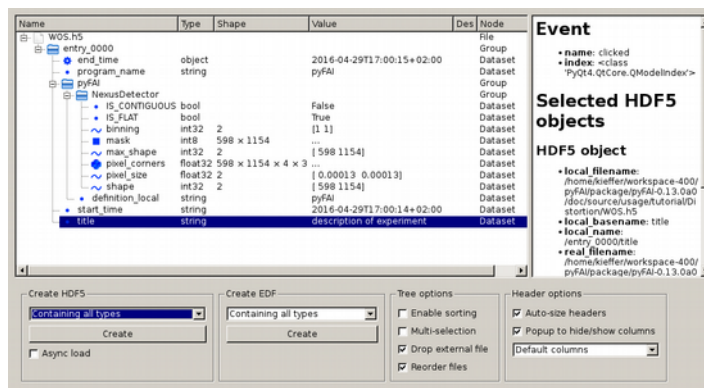 Name Type Shape Value Des Node
WOS.h5 File
entry_0000 Group
end_time object 2016-04-29T17:00:15+02:00 Dataset
program_name string pyFAI Dataset
pyFAI Group
NexusDetector Group
IS_CONTIGUOUS bool False Dataset
IS_FLAT bool True Dataset
binning int32 2 [1 1] Dataset
mask int8 598 × 1154 ... Dataset
max_shape int32 2 [ 598 1154] Dataset
pixel_corners float32 598 × 1154 × 4 × 3 ... Dataset
pixel_size float32 2 [ 0.00013 0.00013] Dataset
shape int32 2 [ 598 1154] Dataset
definition_local string pyFAI Dataset
start_time string 2016-04-29T17:00:14+02:00 Dataset
title string description of experiment Dataset
Event
• name: clicked
• index: <class
'PyQt4.QtCore.QModelIndex'>
Selected HDF5
objects
HDF5 object
• local_filename:
/home/kieffer/workspace-400/
pyFAI/package/pyFAI-0.13.0a0
/doc/source/usage/tutorial/Di
stortion/WOS.h5
• local_basename: title
• local_name:
/entry_0000/title
• real_filename:
/home/kieffer/workspace-400/
pyFAI/package/pyFAI-0.13.0a0
Create HDF5
Containing all types
Create
Async load
Create EDF
Containing all types
Create
Tree options
Enable sorting
Multi-selection
Drop external file
Reorder files
Header options
Auto-size headers
Popup to hide/show columns
Default columns